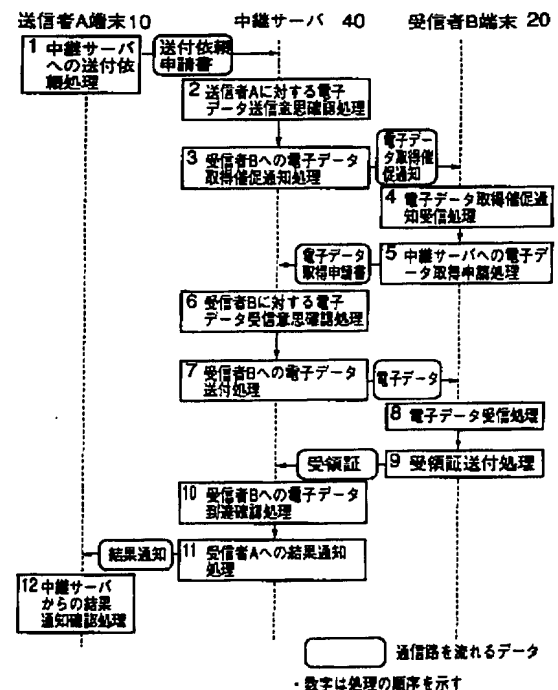 送信者A端末10
中継サーバ 40
受信者B端末 20
1 中継サーバ
への送付依
頼処理
送付依頼
申請書
2 送信者Aに対する電子
データ送信意思確認処理
3 受信者Bへの電子データ
取得催促通知処理
電子デー
タ取得催
促通知
4 電子データ取得催促通
知受信処理
5 中継サーバへの電子デ
ータ取得申請処理
電子データ
取得申請書
6 受信者Bに対する電子
データ受信意思確認処理
7 受信者Bへの電子データ
送付処理
電子データ
8 電子データ受信処理
9 受領証送付処理
受領証
10 受信者Bへの電子データ
到達確認処理
11 受信者Aへの結果通知
処理
結果通知
12 中継サーバ
からの結果
通知確認処理
通信路を流れるデータ
・数字は処理の順序を示す